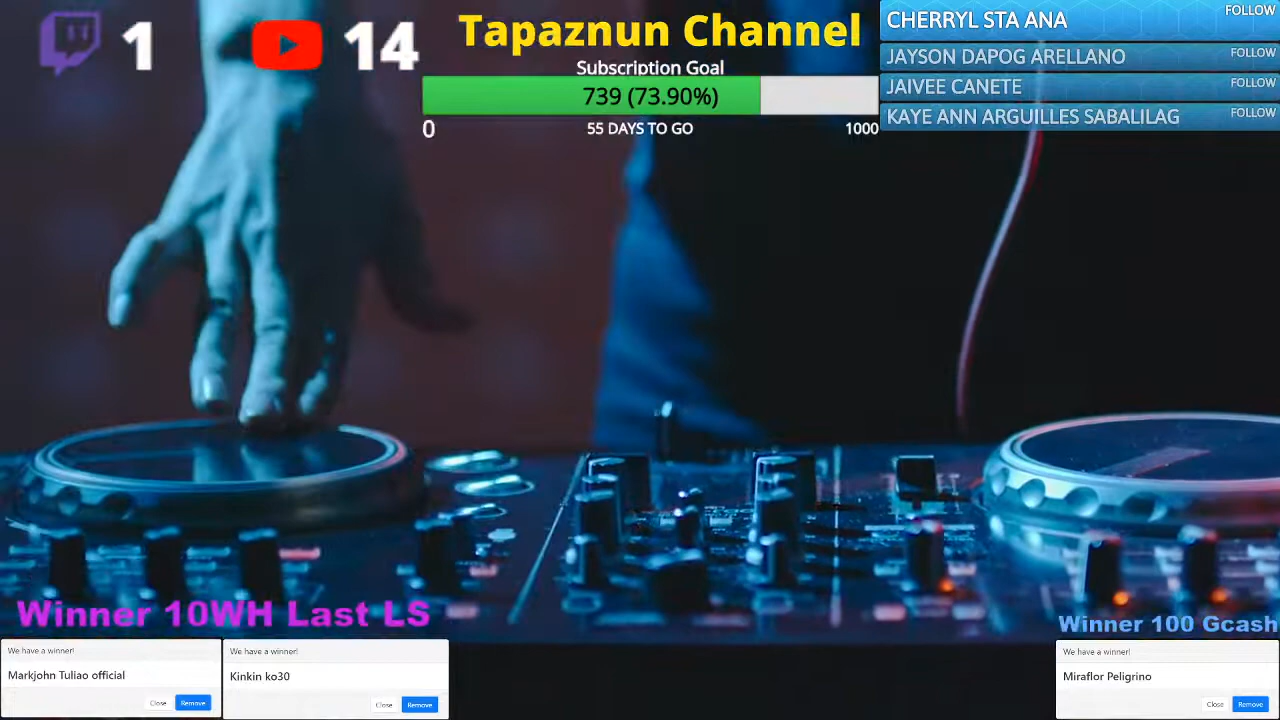 1
14
Tapaznun Channel
Subscription Goal
739 (73.90%)
0
55 DAYS TO GO
1000
CHERRYL STA ANA FOLLOW
JAYSON DAPOG ARELLANO FOLLOW
JAIVEE CANETE FOLLOW
KAYE ANN ARGUILLES SABALILAG FOLLOW
Winner 10WH Last LS
We have a winner!
Markjohn Tuliao official
Close Remove
We have a winner!
Kinkin ko30
Close Remove
Winner 100 Gcash
We have a winner!
Miraflor Peligrino
Close Remove